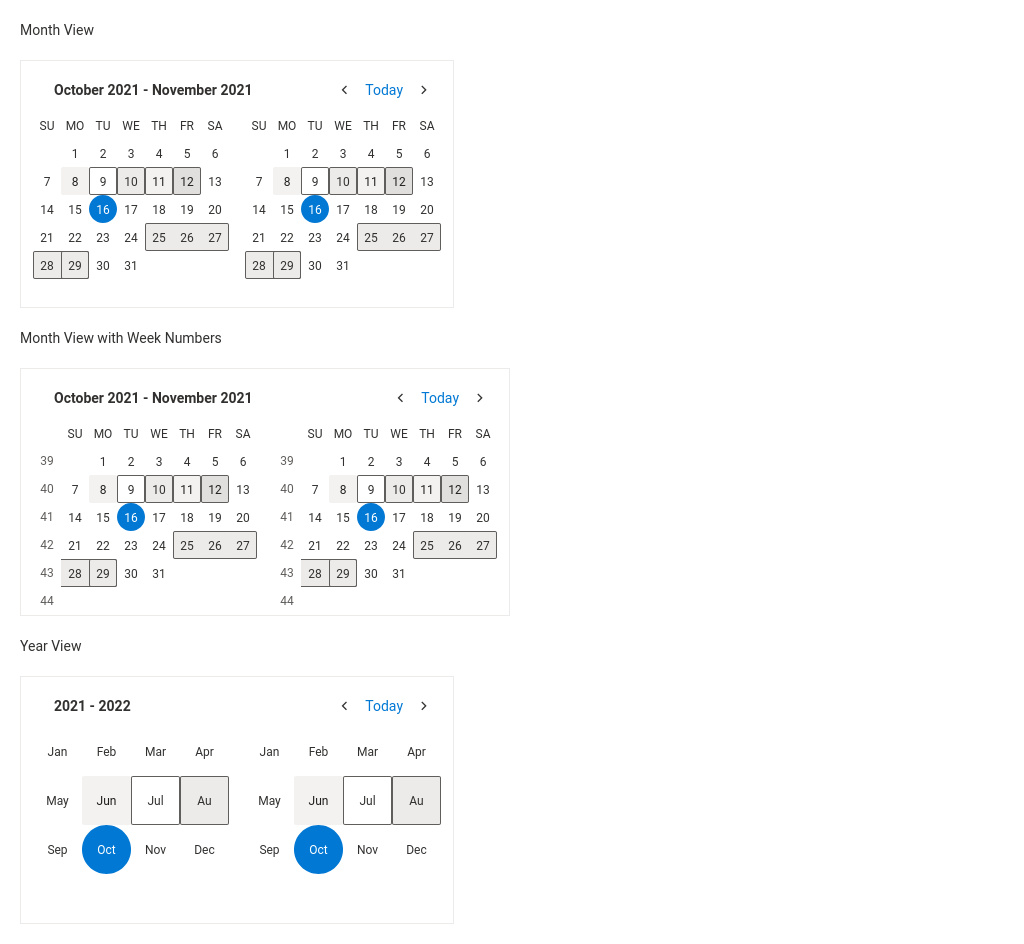 Month View
October 2021 - November 2021 Today
SU MO TU WE TH FR SA SU MO TU WE TH FR SA
1 2 3 4 5 6 1 2 3 4 5 6
7 8 9 10 11 12 13 7 8 9 10 11 12 13
14 15 16 17 18 19 20 14 15 16 17 18 19 20
21 22 23 24 25 26 27 21 22 23 24 25 26 27
28 29 30 31 28 29 30 31
Month View with Week Numbers
October 2021 - November 2021 Today
SU MO TU WE TH FR SA SU MO TU WE TH FR SA
39 1 2 3 4 5 6 39 1 2 3 4 5 6
40 7 8 9 10 11 12 13 40 7 8 9 10 11 12 13
41 14 15 16 17 18 19 20 41 14 15 16 17 18 19 20
42 21 22 23 24 25 26 27 42 21 22 23 24 25 26 27
43 28 29 30 31 43 28 29 30 31
44 44
Year View
2021 - 2022 Today
Jan Feb Mar Apr Jan Feb Mar Apr
May Jun Jul Au May Jun Jul Au
Sep Oct Nov Dec Sep Oct Nov Dec